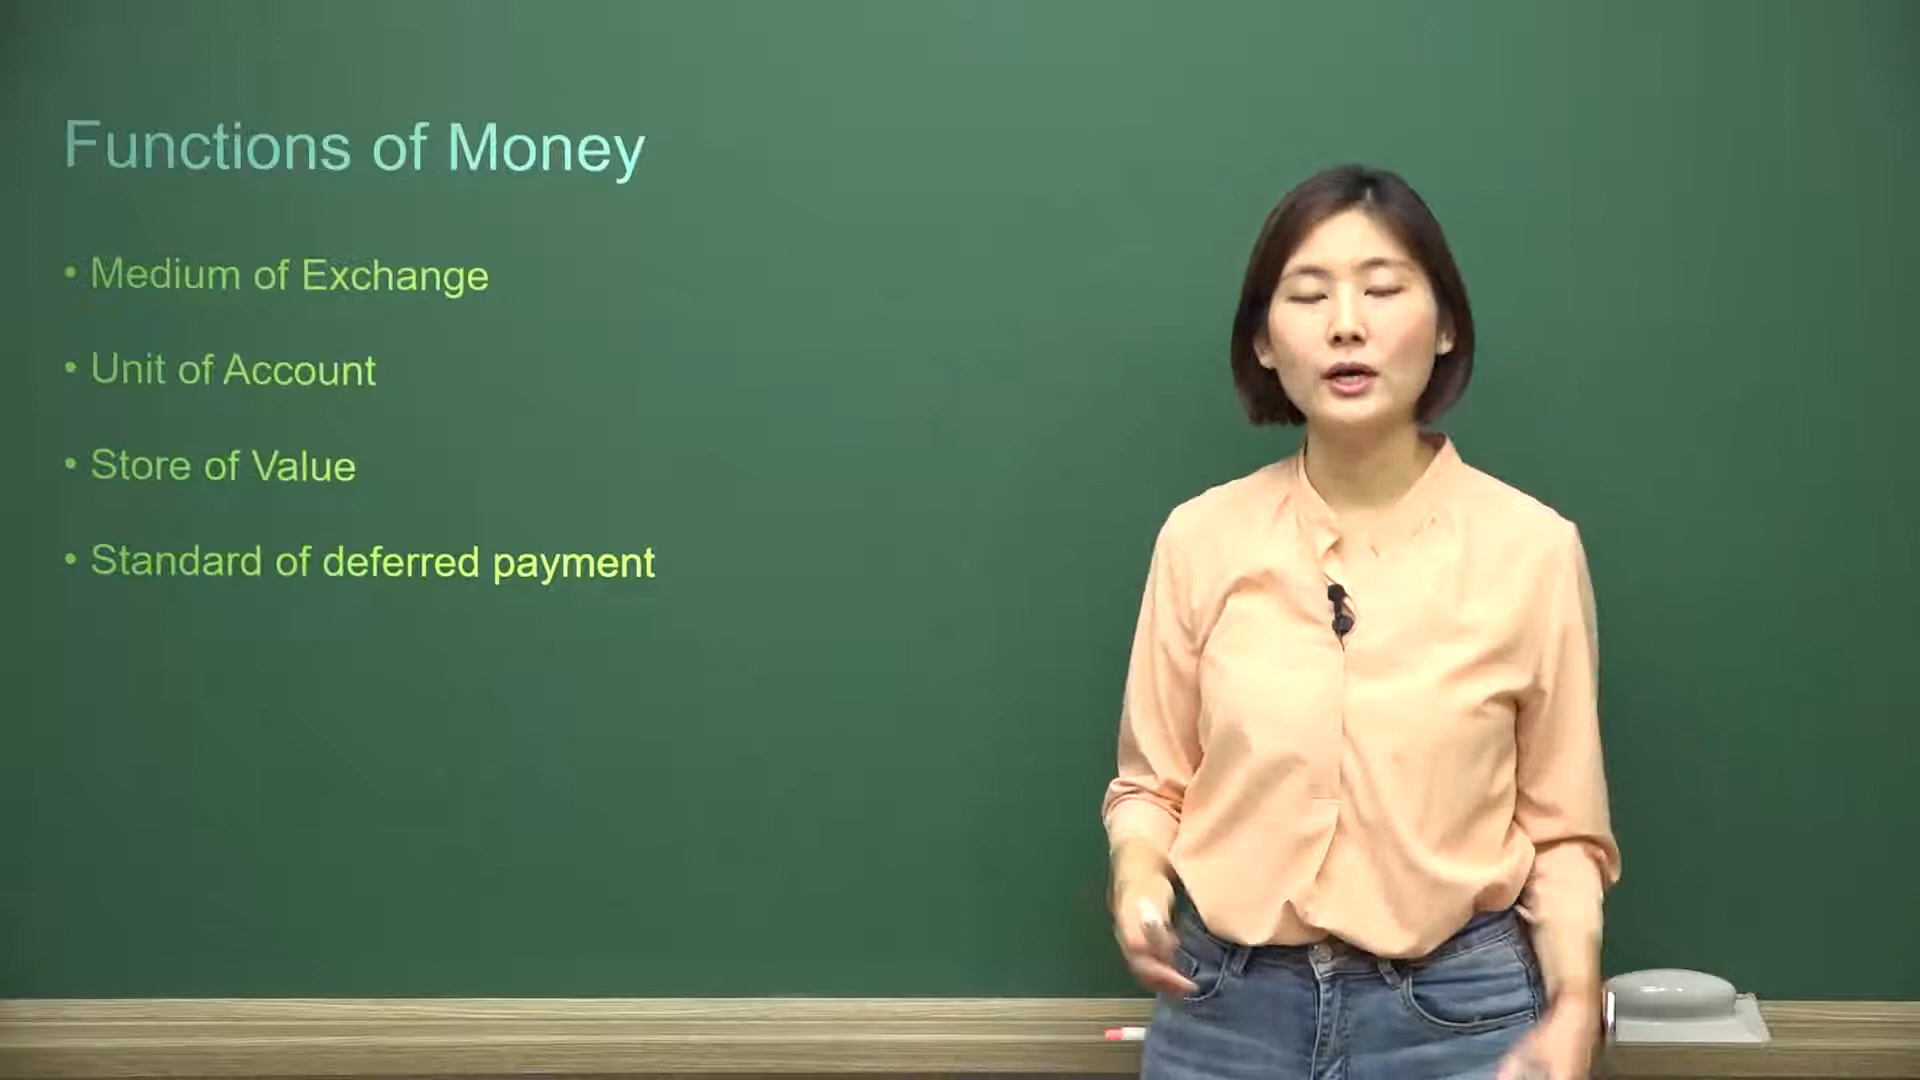 Functions of Money
• Medium of Exchange
• Unit of Account
• Store of Value
• Standard of deferred payment